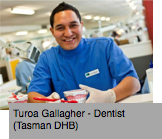 Turoa Gallagher - Dentist
(Tasman DHB)